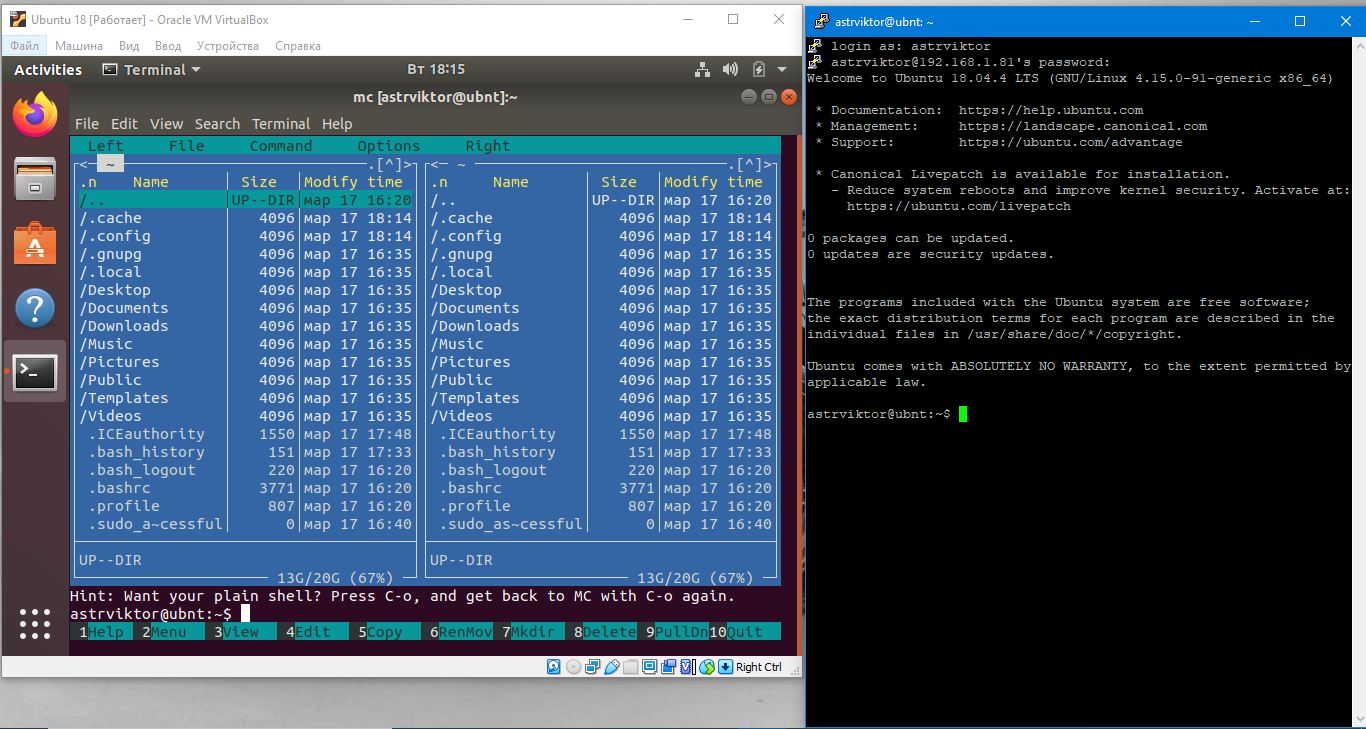 Ubuntu 18 [Работает] - Oracle VM VirtualBox
Файл Машина Вид Ввод Устройства Справка
Activities Terminal Вт 18:15
mc [astrviktor@ubnt]:~
File Edit View Search Terminal Help
Left File Command Options Right
<─ ~ ─.[^]>
.n Name Size Modify time
/.. UP--DIR мар 17 16:20
/.cache 4096 мар 17 18:14
/.config 4096 мар 17 18:14
/.gnupg 4096 мар 17 16:35
/.local 4096 мар 17 16:35
/Desktop 4096 мар 17 16:35
/Documents 4096 мар 17 16:35
/Downloads 4096 мар 17 16:35
/Music 4096 мар 17 16:35
/Pictures 4096 мар 17 16:35
/Public 4096 мар 17 16:35
/Templates 4096 мар 17 16:35
/Videos 4096 мар 17 16:35
.ICEauthority 1550 мар 17 17:48
.bash_history 151 мар 17 17:33
.bash_logout 220 мар 17 16:20
.bashrc 3771 мар 17 16:20
.profile 807 мар 17 16:20
.sudo_a~cessful 0 мар 17 16:40
UP--DIR
13G/20G (67%)
<─ ~ ─.[^]>
.n Name Size Modify time
/.. UP--DIR мар 17 16:20
/.cache 4096 мар 17 18:14
/.config 4096 мар 17 18:14
/.gnupg 4096 мар 17 16:35
/.local 4096 мар 17 16:35
/Desktop 4096 мар 17 16:35
/Documents 4096 мар 17 16:35
/Downloads 4096 мар 17 16:35
/Music 4096 мар 17 16:35
/Pictures 4096 мар 17 16:35
/Public 4096 мар 17 16:35
/Templates 4096 мар 17 16:35
/Videos 4096 мар 17 16:35
.ICEauthority 1550 мар 17 17:48
.bash_history 151 мар 17 17:33
.bash_logout 220 мар 17 16:20
.bashrc 3771 мар 17 16:20
.profile 807 мар 17 16:20
.sudo_as~cessful 0 мар 17 16:40
UP--DIR
13G/20G (67%)
Hint: Want your plain shell? Press C-o, and get back to MC with C-o again.
astrviktor@ubnt:~$
1Help 2Menu 3View 4Edit 5Copy 6RenMov 7Mkdir 8Delete 9PullDn 10Quit
Right Ctrl
astrviktor@ubnt: ~
login as: astrviktor
astrviktor@192.168.1.81's password:
Welcome to Ubuntu 18.04.4 LTS (GNU/Linux 4.15.0-91-generic x86_64)
* Documentation: https://help.ubuntu.com
* Management: https://landscape.canonical.com
* Support: https://ubuntu.com/advantage
* Canonical Livepatch is available for installation.
- Reduce system reboots and improve kernel security. Activate at:
https://ubuntu.com/livepatch
0 packages can be updated.
0 updates are security updates.
The programs included with the Ubuntu system are free software;
the exact distribution terms for each program are described in the
individual files in /usr/share/doc/*/copyright.
Ubuntu comes with ABSOLUTELY NO WARRANTY, to the extent permitted by
applicable law.
astrviktor@ubnt:~$